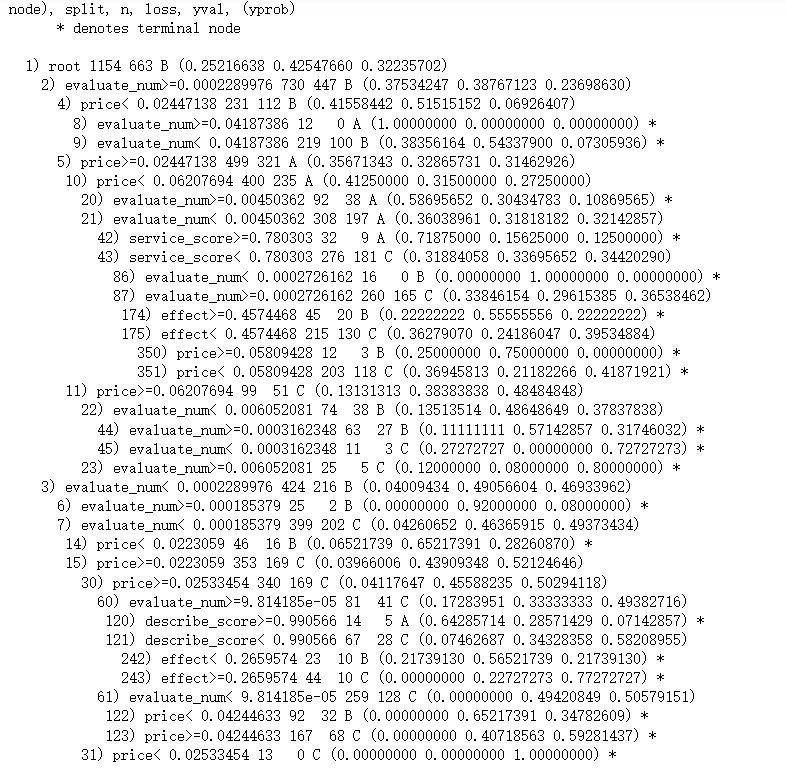 node), split, n, loss, yval, (yprob)
* denotes terminal node
1) root 1154 663 B (0.25216638 0.42547660 0.32235702)
2) evaluate_num>=0.0002289976 730 447 B (0.37534247 0.38767123 0.23698630)
4) price< 0.02447138 231 112 B (0.41558442 0.51515152 0.06926407)
8) evaluate_num>=0.04187386 12 0 A (1.00000000 0.00000000 0.00000000) *
9) evaluate_num< 0.04187386 219 100 B (0.38356164 0.54337900 0.07305936) *
5) price>=0.02447138 499 321 A (0.35671343 0.32865731 0.31462926)
10) price< 0.06207694 400 235 A (0.41250000 0.31500000 0.27250000)
20) evaluate_num>=0.00450362 92 38 A (0.58695652 0.30434783 0.10869565) *
21) evaluate_num< 0.00450362 308 197 A (0.36038961 0.31818182 0.32142857)
42) service_score>=0.780303 32 9 A (0.71875000 0.15625000 0.12500000) *
43) service_score< 0.780303 276 181 C (0.31884058 0.33695652 0.34420290)
86) evaluate_num< 0.0002726162 16 0 B (0.00000000 1.00000000 0.00000000) *
87) evaluate_num>=0.0002726162 260 165 C (0.33846154 0.29615385 0.36538462)
174) effect>=0.4574468 45 20 B (0.22222222 0.55555556 0.22222222) *
175) effect< 0.4574468 215 130 C (0.36279070 0.24186047 0.39534884)
350) price>=0.05809428 12 3 B (0.25000000 0.75000000 0.00000000) *
351) price< 0.05809428 203 118 C (0.36945813 0.21182266 0.41871921) *
11) price>=0.06207694 99 51 C (0.13131313 0.38383838 0.48484848)
22) evaluate_num< 0.006052081 74 38 B (0.13513514 0.48648649 0.37837838)
44) evaluate_num>=0.0003162348 63 27 B (0.11111111 0.57142857 0.31746032) *
45) evaluate_num< 0.0003162348 11 3 C (0.27272727 0.00000000 0.72727273) *
23) evaluate_num>=0.006052081 25 5 C (0.12000000 0.08000000 0.80000000) *
3) evaluate_num< 0.0002289976 424 216 B (0.04009434 0.49056604 0.46933962)
6) evaluate_num>=0.000185379 25 2 B (0.00000000 0.92000000 0.08000000) *
7) evaluate_num< 0.000185379 399 202 C (0.04260652 0.46365915 0.49373434)
14) price< 0.0223059 46 16 B (0.06521739 0.65217391 0.28260870) *
15) price>=0.0223059 353 169 C (0.03966006 0.43909348 0.52124646)
30) price>=0.02533454 340 169 C (0.04117647 0.45588235 0.50294118)
60) evaluate_num>=9.814185e-05 81 41 C (0.17283951 0.33333333 0.49382716)
120) describe_score>=0.990566 14 5 A (0.64285714 0.28571429 0.07142857) *
121) describe_score< 0.990566 67 28 C (0.07462687 0.34328358 0.58208955)
242) effect< 0.2659574 23 10 B (0.21739130 0.56521739 0.21739130) *
243) effect>=0.2659574 44 10 C (0.00000000 0.22727273 0.77272727) *
61) evaluate_num< 9.814185e-05 259 128 C (0.00000000 0.49420849 0.50579151)
122) price< 0.04244633 92 32 B (0.00000000 0.65217391 0.34782609) *
123) price>=0.04244633 167 68 C (0.00000000 0.40718563 0.59281437) *
31) price< 0.02533454 13 0 C (0.00000000 0.00000000 1.00000000) *